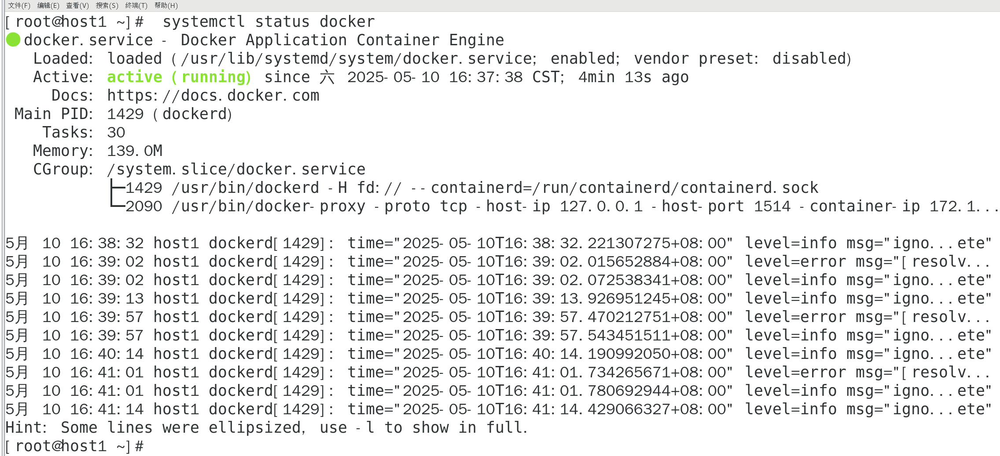 文件(F) 编辑(E) 查看(V) 搜索(S) 终端(T) 帮助(H)
[root@host1 ~]#  systemctl status docker
● docker.service - Docker Application Container Engine
   Loaded: loaded (/usr/lib/systemd/system/docker.service; enabled; vendor preset: disabled)
   Active: active (running) since 六 2025-05-10 16:37:38 CST; 4min 13s ago
     Docs: https://docs.docker.com
 Main PID: 1429 (dockerd)
    Tasks: 30
   Memory: 139.0M
   CGroup: /system.slice/docker.service
           ├─1429 /usr/bin/dockerd -H fd:// --containerd=/run/containerd/containerd.sock
           └─2090 /usr/bin/docker-proxy -proto tcp -host-ip 127.0.0.1 -host-port 1514 -container-ip 172.1...
5月  10 16:38:32 host1 dockerd[1429]: time="2025-05-10T16:38:32.221307275+08:00" level=info msg="igno...ete"
5月  10 16:39:02 host1 dockerd[1429]: time="2025-05-10T16:39:02.015652884+08:00" level=error msg="[resolv...
5月  10 16:39:02 host1 dockerd[1429]: time="2025-05-10T16:39:02.072538341+08:00" level=info msg="igno...ete"
5月  10 16:39:13 host1 dockerd[1429]: time="2025-05-10T16:39:13.926951245+08:00" level=info msg="igno...ete"
5月  10 16:39:57 host1 dockerd[1429]: time="2025-05-10T16:39:57.470212751+08:00" level=error msg="[resolv...
5月  10 16:39:57 host1 dockerd[1429]: time="2025-05-10T16:39:57.543451511+08:00" level=info msg="igno...ete"
5月  10 16:40:14 host1 dockerd[1429]: time="2025-05-10T16:40:14.190992050+08:00" level=info msg="igno...ete"
5月  10 16:41:01 host1 dockerd[1429]: time="2025-05-10T16:41:01.734265671+08:00" level=error msg="[resolv...
5月  10 16:41:01 host1 dockerd[1429]: time="2025-05-10T16:41:01.780692944+08:00" level=info msg="igno...ete"
5月  10 16:41:14 host1 dockerd[1429]: time="2025-05-10T16:41:14.429066327+08:00" level=info msg="igno...ete"
Hint: Some lines were ellipsized, use -l to show in full.
[root@host1 ~]#